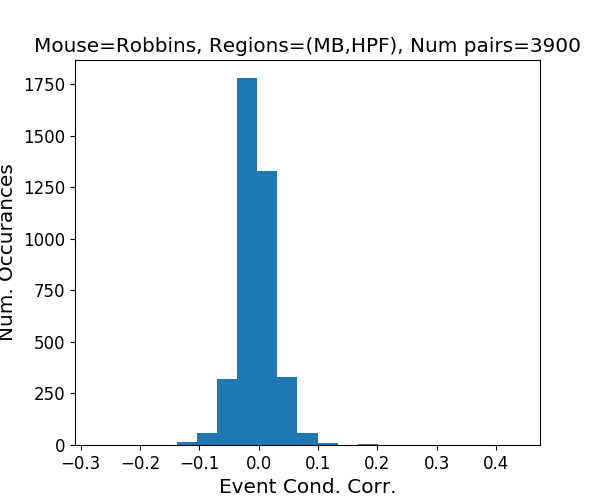 Mouse=Robbins, Regions=(MB,HPF), Num pairs=3900
Num. Occurances
1750
1500
1250
1000
750
500
250
0
−0.3 −0.2 −0.1 0.0 0.1 0.2 0.3 0.4
Event Cond. Corr.